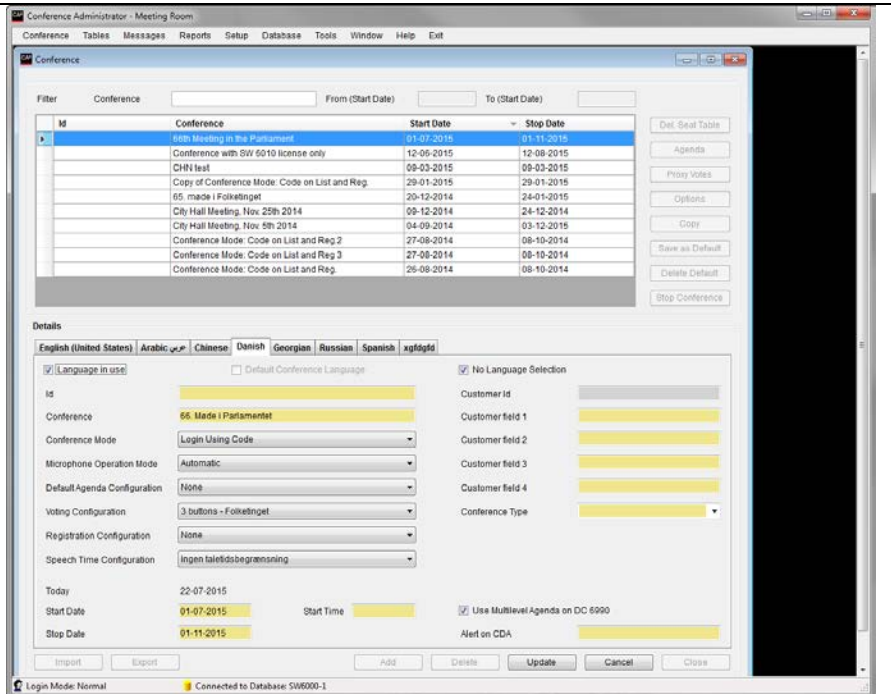 Conference Administrator - Meeting Room
Conference Tables Messages Reports Setup Database Tools Window Help Exit
Conference
Filter Conference From (Start Date) To (Start Date)
Id Conference Start Date Stop Date
66th Meeting in the Parliament 01-07-2015 01-11-2015
Conference with SW 6010 license only 12-06-2015 12-08-2015
CHN test 09-03-2015 09-03-2015
Copy of Conference Mode: Code on List and Reg. 29-01-2015 29-01-2015
65. møde i Folketinget 20-12-2014 24-01-2015
City Hall Meeting, Nov. 25th 2014 09-12-2014 24-12-2014
City Hall Meeting, Nov. 5th 2014 04-09-2014 03-12-2015
Conference Mode: Code on List and Reg.2 27-08-2014 08-10-2014
Conference Mode: Code on List and Reg 3 27-08-2014 08-10-2014
Conference Mode: Code on List and Reg. 26-08-2014 08-10-2014
Del. Seat Table
Agenda
Proxy Votes
Options
Copy
Save as Default
Delete Default
Stop Conference
Details
English (United States) Arabic عربي Chinese Danish Georgian Russian Spanish xgfdgfd
Language in use Default Conference Language No Language Selection
Id Customer Id
Conference 66. Møde i Parlamentet Customer field 1
Conference Mode Login Using Code Customer field 2
Microphone Operation Mode Automatic Customer field 3
Default Agenda Configuration None Customer field 4
Voting Configuration 3 buttons - Folketinget Conference Type
Registration Configuration None
Speech Time Configuration Ingen taletidsbegrænsning
Today 22-07-2015
Start Date 01-07-2015 Start Time Use Multilevel Agenda on DC 6990
Stop Date 01-11-2015 Alert on CDA
Import Export Add Delete Update Cancel Close
Login Mode: Normal Connected to Database: SW6000-1